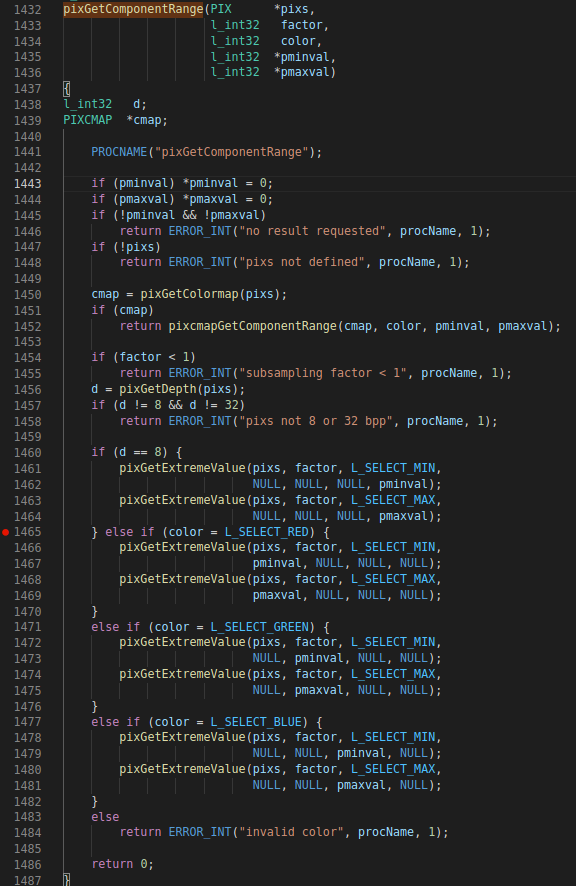 1432 pixGetComponentRange(PIX      *pixs,
1433                      l_int32   factor,
1434                      l_int32   color,
1435                      l_int32  *pminval,
1436                      l_int32  *pmaxval)
1437 {
1438 l_int32   d;
1439 PIXCMAP  *cmap;
1440
1441     PROCNAME("pixGetComponentRange");
1442
1443     if (pminval) *pminval = 0;
1444     if (pmaxval) *pmaxval = 0;
1445     if (!pminval && !pmaxval)
1446         return ERROR_INT("no result requested", procName, 1);
1447     if (!pixs)
1448         return ERROR_INT("pixs not defined", procName, 1);
1449
1450     cmap = pixGetColormap(pixs);
1451     if (cmap)
1452         return pixcmapGetComponentRange(cmap, color, pminval, pmaxval);
1453
1454     if (factor < 1)
1455         return ERROR_INT("subsampling factor < 1", procName, 1);
1456     d = pixGetDepth(pixs);
1457     if (d != 8 && d != 32)
1458         return ERROR_INT("pixs not 8 or 32 bpp", procName, 1);
1459
1460     if (d == 8) {
1461         pixGetExtremeValue(pixs, factor, L_SELECT_MIN,
1462                            NULL, NULL, NULL, pminval);
1463         pixGetExtremeValue(pixs, factor, L_SELECT_MAX,
1464                            NULL, NULL, NULL, pmaxval);
1465     } else if (color = L_SELECT_RED) {
1466         pixGetExtremeValue(pixs, factor, L_SELECT_MIN,
1467                            pminval, NULL, NULL, NULL);
1468         pixGetExtremeValue(pixs, factor, L_SELECT_MAX,
1469                            pmaxval, NULL, NULL, NULL);
1470     }
1471     else if (color = L_SELECT_GREEN) {
1472         pixGetExtremeValue(pixs, factor, L_SELECT_MIN,
1473                            NULL, pminval, NULL, NULL);
1474         pixGetExtremeValue(pixs, factor, L_SELECT_MAX,
1475                            NULL, pmaxval, NULL, NULL);
1476     }
1477     else if (color = L_SELECT_BLUE) {
1478         pixGetExtremeValue(pixs, factor, L_SELECT_MIN,
1479                            NULL, NULL, pminval, NULL);
1480         pixGetExtremeValue(pixs, factor, L_SELECT_MAX,
1481                            NULL, NULL, pmaxval, NULL);
1482     }
1483     else
1484         return ERROR_INT("invalid color", procName, 1);
1485
1486     return 0;
1487 }